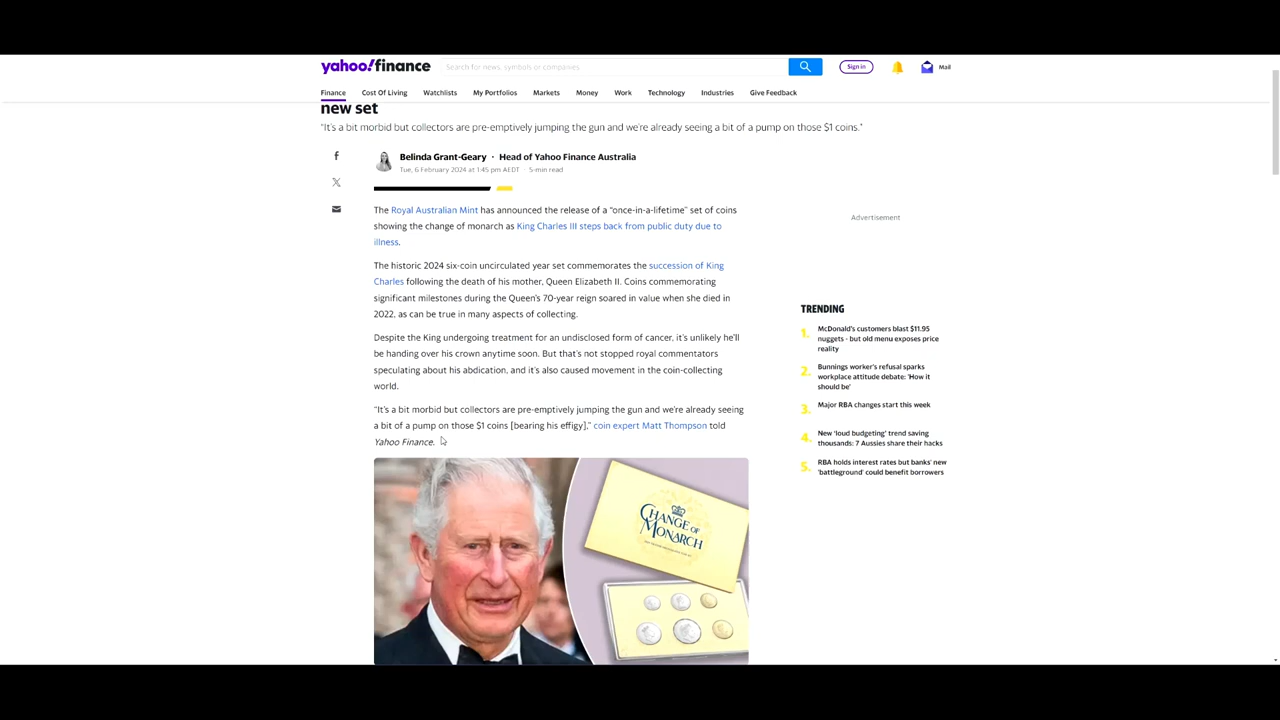 yahoo!finance
Search for news, symbols or companies
Sign in
Mail
Finance Cost Of Living Watchlists My Portfolios Markets Money Work Technology Industries Give Feedback
new set
"It's a bit morbid but collectors are pre-emptively jumping the gun and we're already seeing a bit of a pump on those $1 coins."
Belinda Grant-Geary · Head of Yahoo Finance Australia
Tue, 6 February 2024 at 1:45 pm AEDT · 5-min read
The Royal Australian Mint has announced the release of a "once-in-a-lifetime" set of coins
showing the change of monarch as King Charles III steps back from public duty due to
illness.
The historic 2024 six-coin uncirculated year set commemorates the succession of King
Charles following the death of his mother, Queen Elizabeth II. Coins commemorating
significant milestones during the Queen's 70-year reign soared in value when she died in
2022, as can be true in many aspects of collecting.
Despite the King undergoing treatment for an undisclosed form of cancer, it's unlikely he'll
be handing over his crown anytime soon. But that's not stopped royal commentators
speculating about his abdication, and it's also caused movement in the coin-collecting
world.
"It's a bit morbid but collectors are pre-emptively jumping the gun and we're already seeing
a bit of a pump on those $1 coins [bearing his effigy]," coin expert Matt Thompson told
Yahoo Finance.
CHANGE OF
MONARCH
Advertisement
TRENDING
1. McDonald's customers blast $11.95
nuggets - but old menu exposes price
reality
2. Bunnings worker's refusal sparks
workplace attitude debate: 'How it
should be'
3. Major RBA changes start this week
4. New 'loud budgeting' trend saving
thousands: 7 Aussies share their hacks
5. RBA holds interest rates but banks' new
'battleground' could benefit borrowers